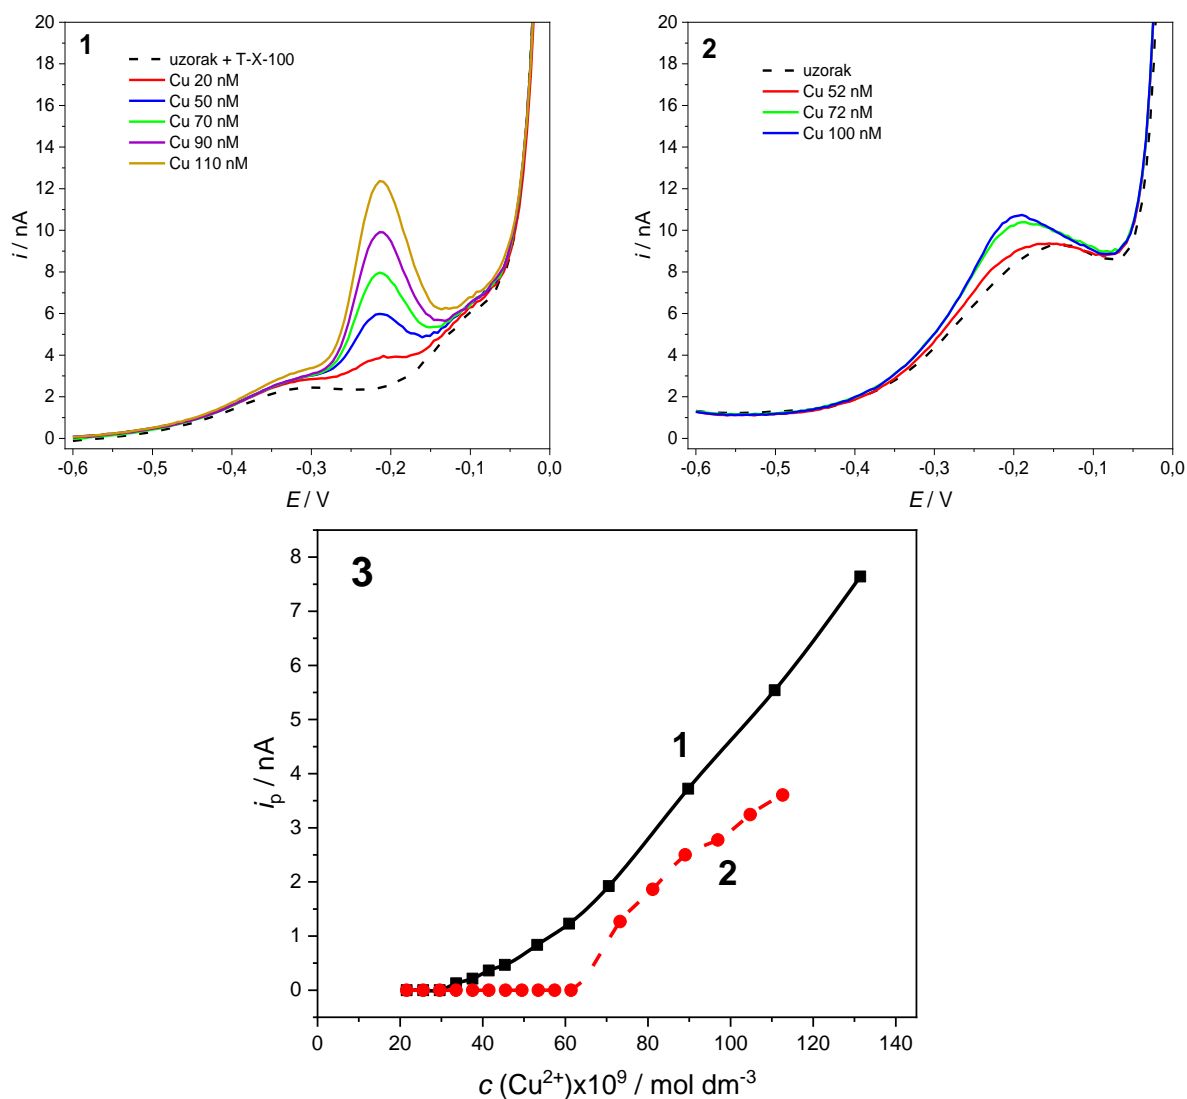 1
uzorak + T-X-100
Cu 20 nM
Cu 50 nM
Cu 70 nM
Cu 90 nM
Cu 110 nM
20
18
16
14
12
10
8
6
4
2
0
i / nA
-0,6 -0,5 -0,4 -0,3 -0,2 -0,1 0,0
E / V
2
uzorak
Cu 52 nM
Cu 72 nM
Cu 100 nM
20
18
16
14
12
10
8
6
4
2
0
i / nA
-0,6 -0,5 -0,4 -0,3 -0,2 -0,1 0,0
E / V
3
8
7
6
5
4
3
2
1
0
i_p / nA
1
2
0 20 40 60 80 100 120 140
c (Cu²⁺)x10⁹ / mol dm⁻³